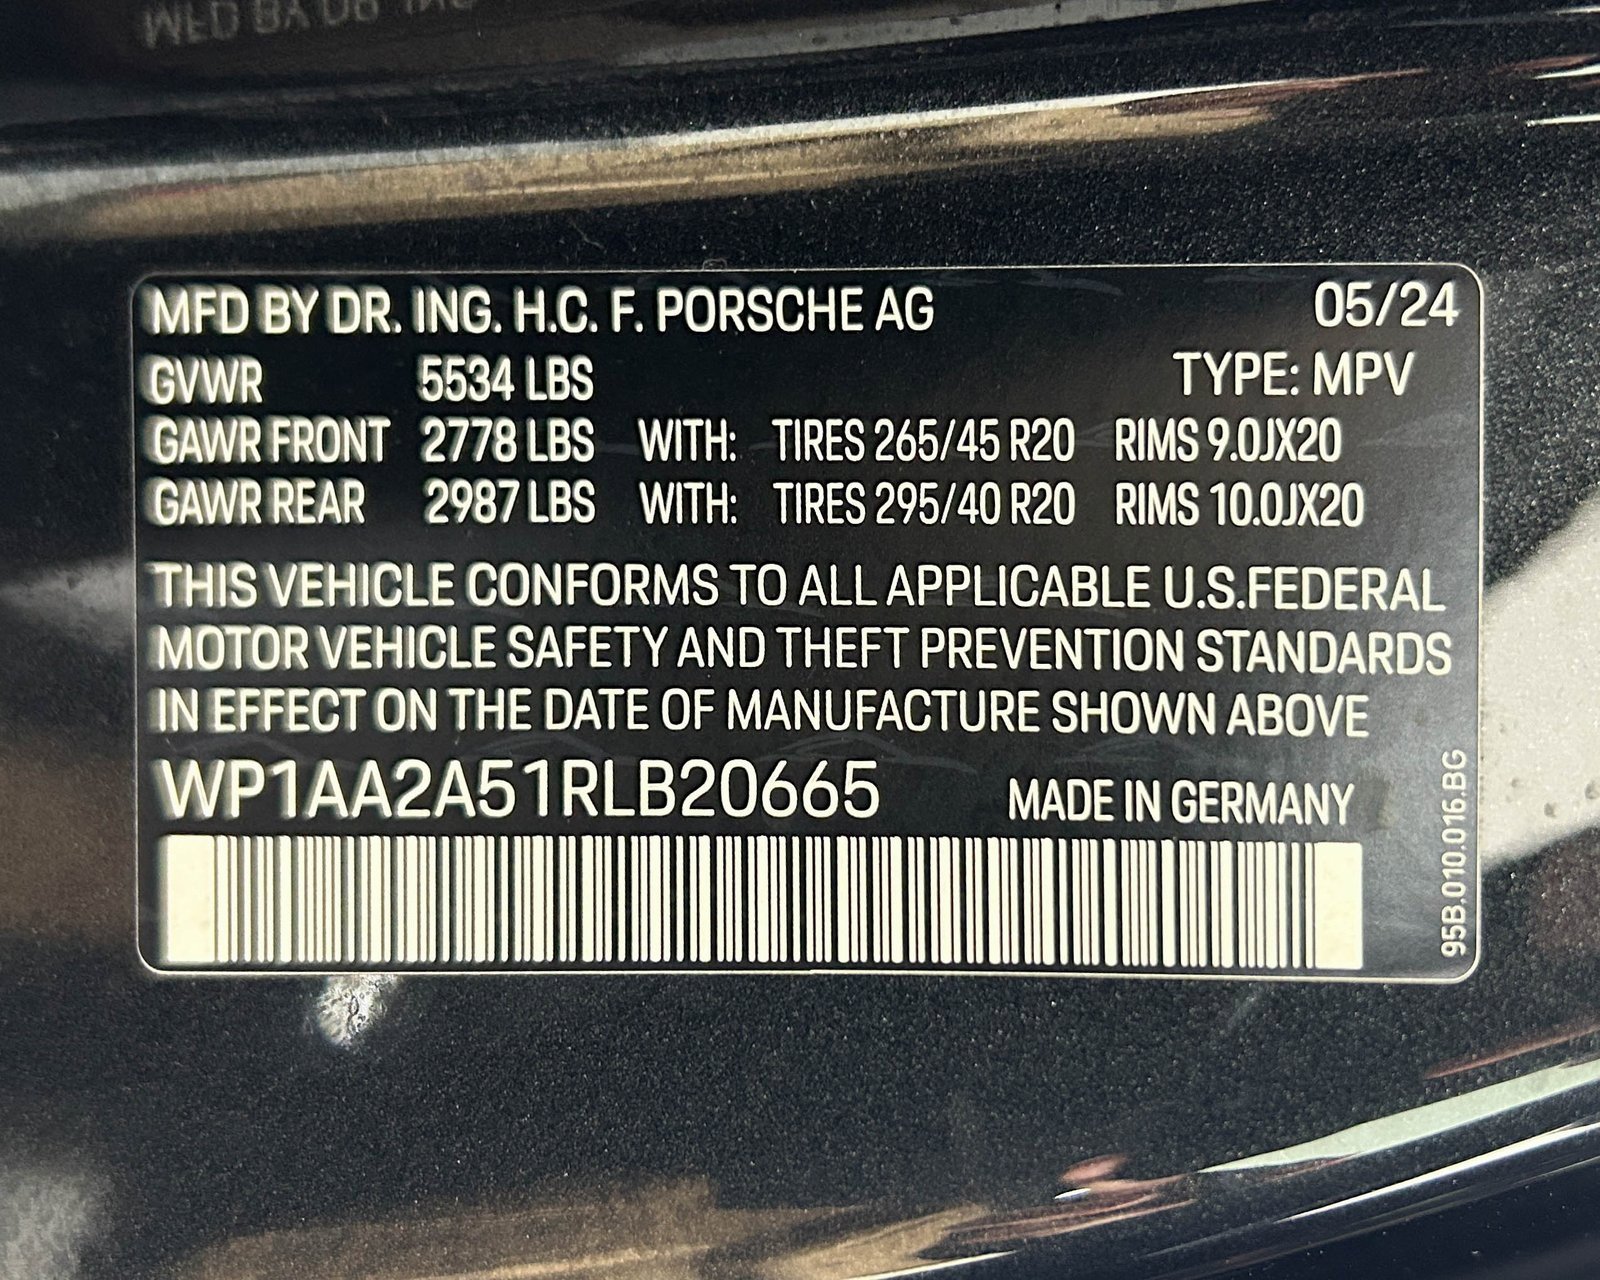 MFD BY DR. ING. H.C. F. PORSCHE AG 05/24
GVWR 5534 LBS TYPE: MPV
GAWR FRONT 2778 LBS WITH: TIRES 265/45 R20 RIMS 9.0JX20
GAWR REAR 2987 LBS WITH: TIRES 295/40 R20 RIMS 10.0JX20
THIS VEHICLE CONFORMS TO ALL APPLICABLE U.S.FEDERAL
MOTOR VEHICLE SAFETY AND THEFT PREVENTION STANDARDS
IN EFFECT ON THE DATE OF MANUFACTURE SHOWN ABOVE
WP1AA2A51RLB20665 MADE IN GERMANY
95B.010.016.BG